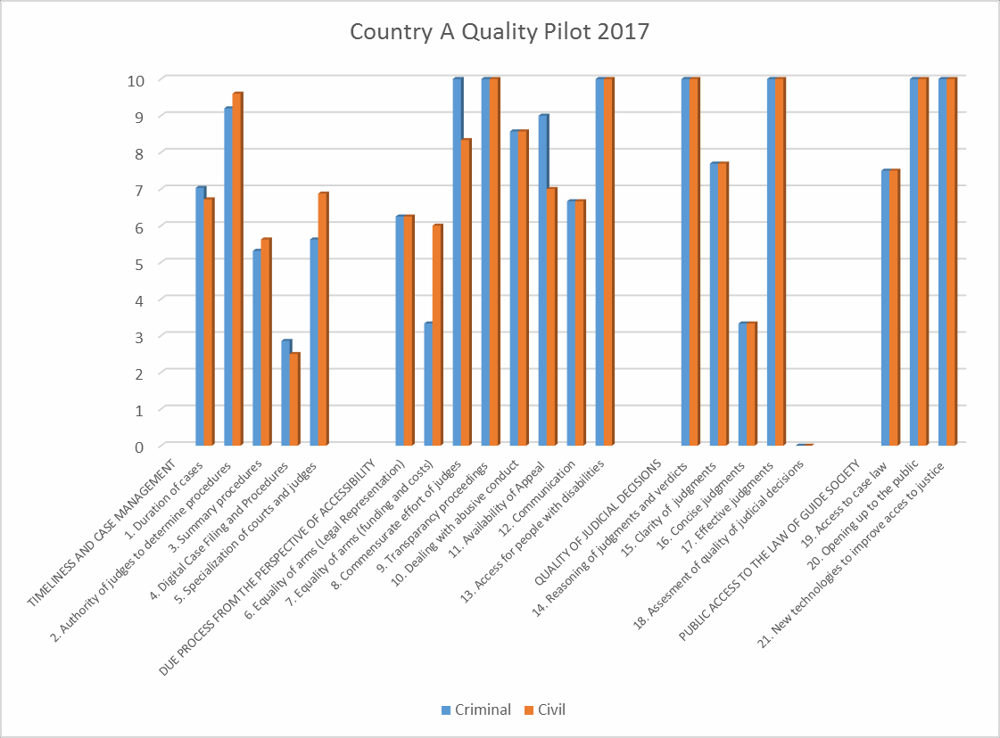 Country A Quality Pilot 2017
10
9
8
7
6
5
4
3
2
1
0
TIMELINESS AND CASE MANAGEMENT
1. Duration of cases
2. Authority of judges to determine procedures
3. Summary procedures
4. Digital Case Filing and Procedures
5. Specialization of courts and judges
DUE PROCESS FROM THE PERSPECTIVE OF ACCESSIBILITY
6. Equality of arms (Legal Representation)
7. Equality of arms (funding and costs)
8. Commensurate effort of judges
9. Transparancy proceedings
10. Dealing with abusive conduct
11. Availability of Appeal
12. Communication
13. Access for people with disabilities
QUALITY OF JUDICIAL DECISIONS
14. Reasoning of judgments and verdicts
15. Clarity of judgments
16. Concise judgments
17. Effective judgments
18. Assesment of quality of judicial decisions
PUBLIC ACCESS TO THE LAW OF GUIDE SOCIETY
19. Access to case law
20. Opening up to the public
21. New technologies to improve acces to justice
Criminal
Civil